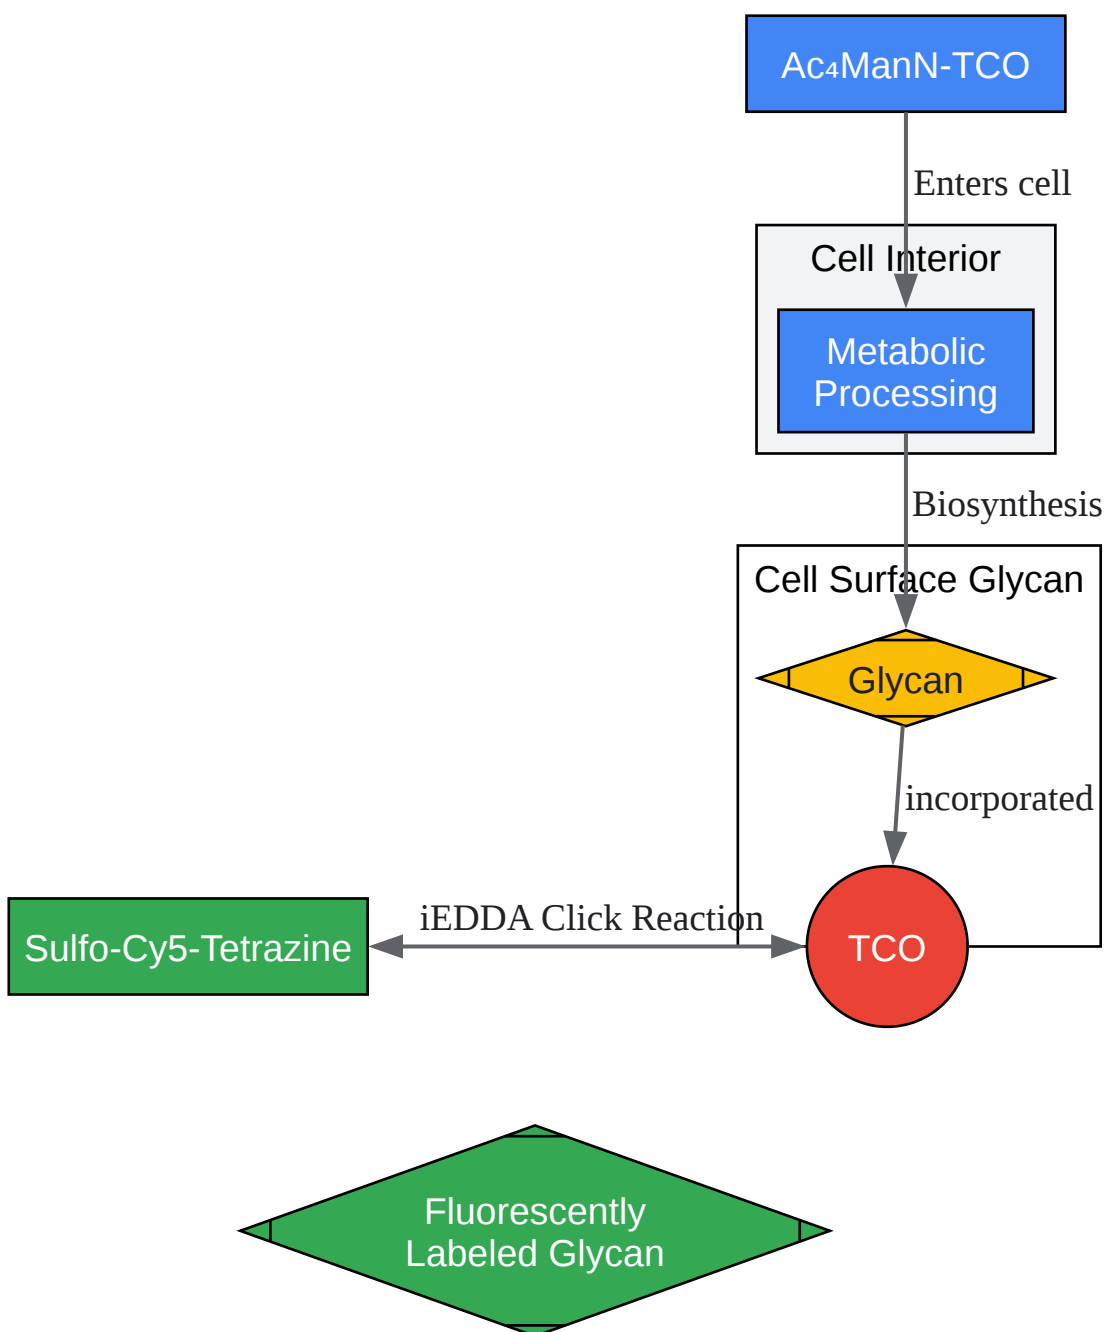 Ac₄ManN-TCO
Enters cell
Cell Interior
Metabolic
Processing
Biosynthesis
Cell Surface Glycan
Glycan
incorporated
iEDDA Click Reaction
Sulfo-Cy5-Tetrazine
TCO
Fluorescently
Labeled Glycan